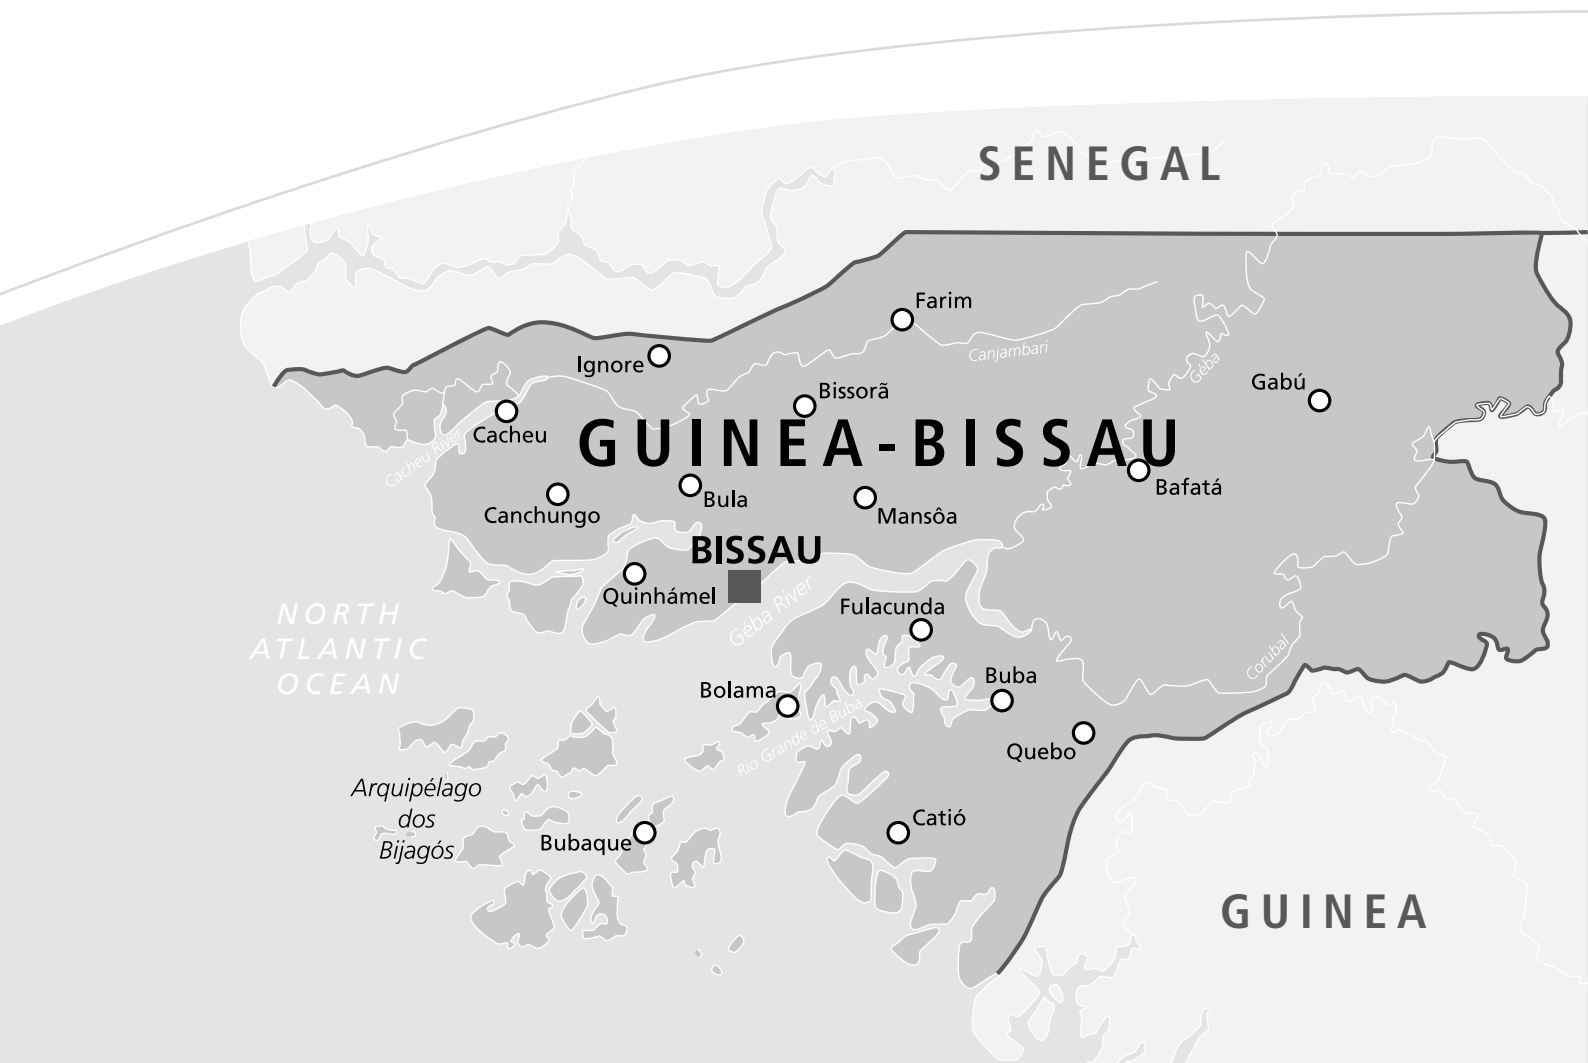 SENEGAL
Farim
Canjambari
Ignore
Géba
Bissorã
Gabú
Cacheu
GUINEA-BISSAU
Cacheu River
Bafatá
Bula
Canchungo
Mansôa
BISSAU
Quinhámel
Géba River
Fulacunda
NORTH
ATLANTIC
OCEAN
Corubal
Buba
Bolama
Rio Grande de Buba
Quebo
Arquipélago
dos
Bijagós
Catió
Bubaque
GUINEA